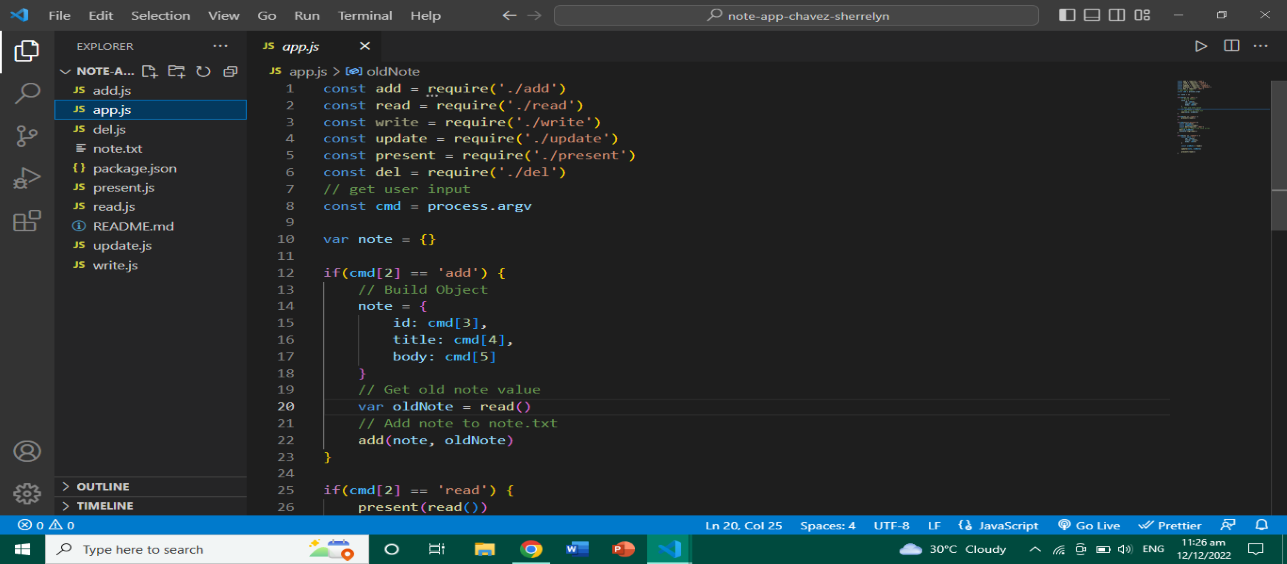 File Edit Selection View Go Run Terminal Help note-app-chavez-sherrelyn
EXPLORER
NOTE-A...
JS add.js
JS app.js
JS del.js
note.txt
{ } package.json
JS present.js
JS read.js
README.md
JS update.js
JS write.js
OUTLINE
TIMELINE
JS app.js
JS app.js > oldNote
1 const add = require('./add')
2 const read = require('./read')
3 const write = require('./write')
4 const update = require('./update')
5 const present = require('./present')
6 const del = require('./del')
7 // get user input
8 const cmd = process.argv
9
10 var note = {}
11
12 if(cmd[2] == 'add') {
13 // Build Object
14 note = {
15 id: cmd[3],
16 title: cmd[4],
17 body: cmd[5]
18 }
19 // Get old note value
20 var oldNote = read()
21 // Add note to note.txt
22 add(note, oldNote)
23 }
24
25 if(cmd[2] == 'read') {
26 present(read())
0 0 Ln 20, Col 25 Spaces: 4 UTF-8 LF JavaScript Go Live Prettier
Type here to search 30°C Cloudy ENG
11:26 am
12/12/2022